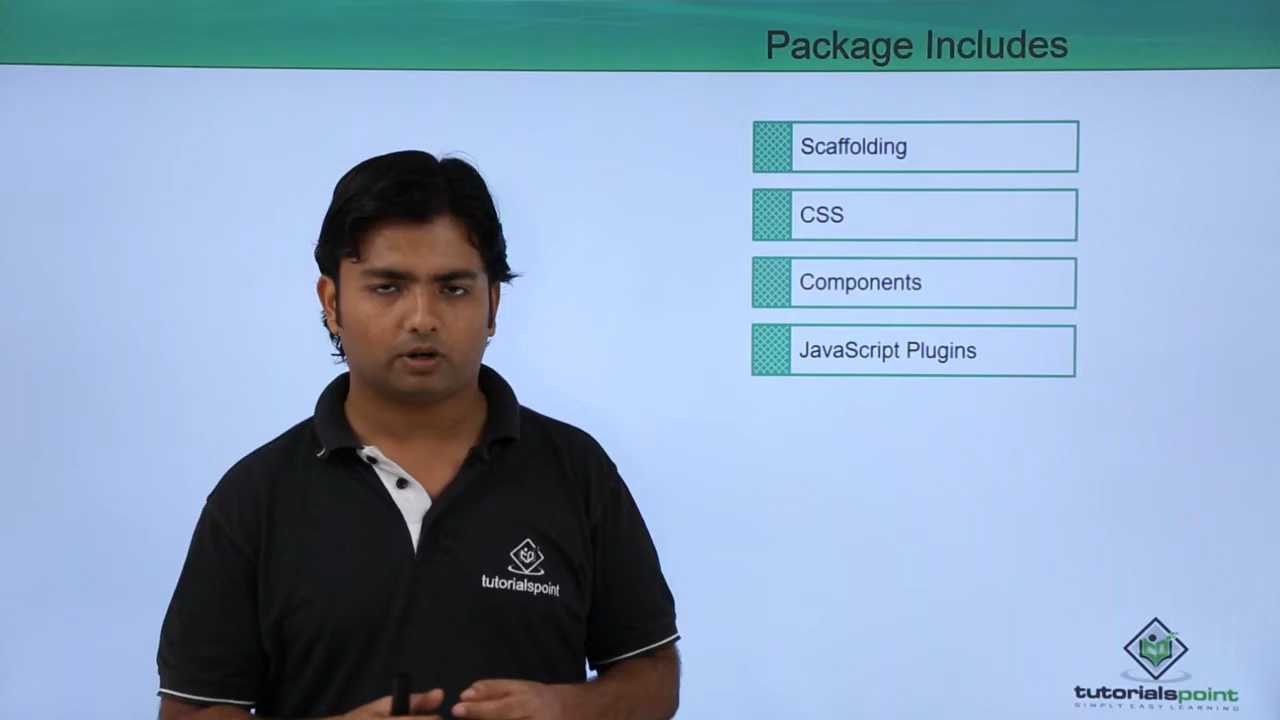 Package Includes
Scaffolding
CSS
Components
JavaScript Plugins
tutorialspoint
tutorialspoint
SIMPLY EASY LEARNING